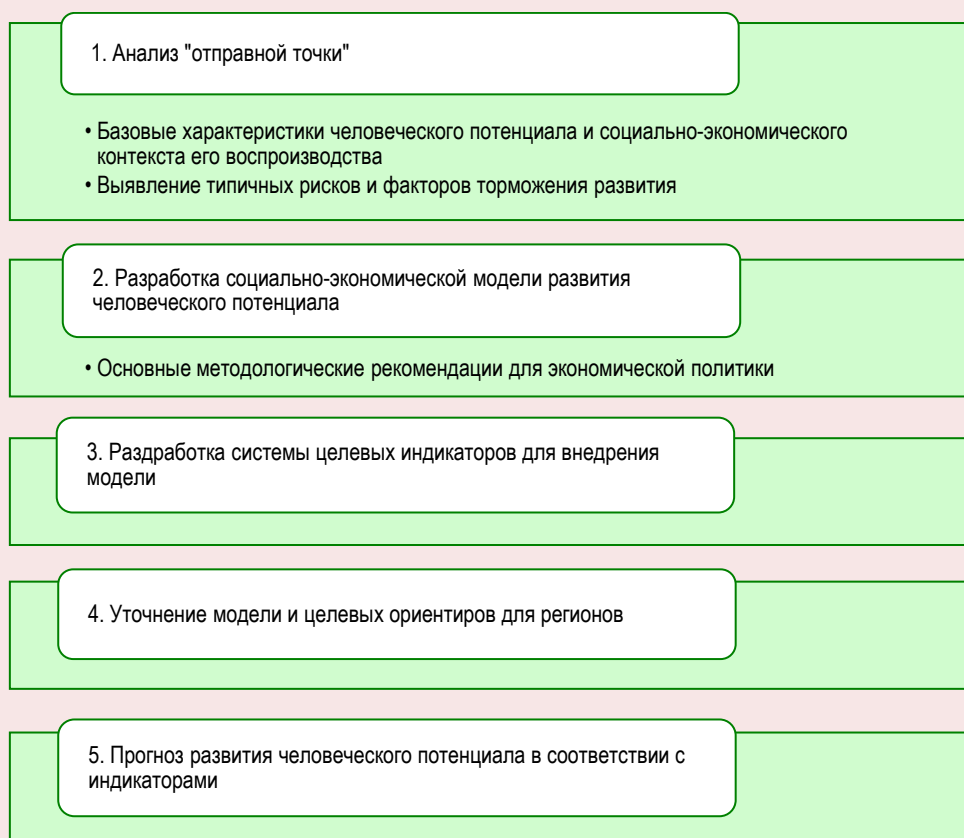 1. Анализ "отправной точки"
• Базовые характеристики человеческого потенциала и социально-экономического
контекста его воспроизводства
• Выявление типичных рисков и факторов торможения развития
2. Разработка социально-экономической модели развития
человеческого потенциала
• Основные методологические рекомендации для экономической политики
3. Раздработка системы целевых индикаторов для внедрения
модели
4. Уточнение модели и целевых ориентиров для регионов
5. Прогноз развития человеческого потенциала в соответствии с
индикаторами